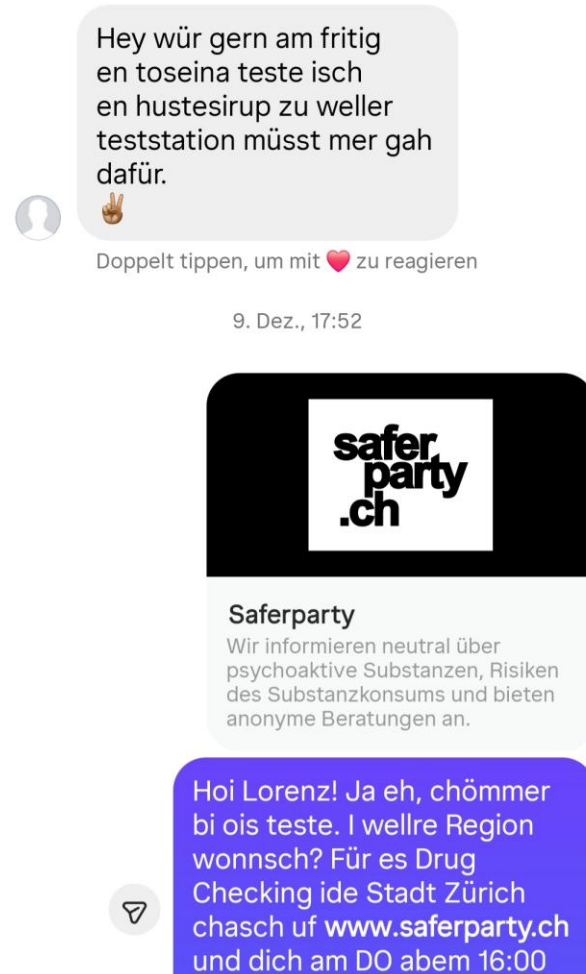 Hey wür gern am fritig
en toseina teste isch
en hustesirup zu weller
teststation müsst mer gah
dafür.
✌🏽
Doppelt tippen, um mit ❤️ zu reagieren
9. Dez., 17:52
safer
party
.ch
Saferparty
Wir informieren neutral über
psychoaktive Substanzen, Risiken
des Substanzkonsums und bieten
anonyme Beratungen an.
Hoi Lorenz! Ja eh, chömmer
bi ois teste. I wellre Region
wonnsch? Für es Drug
Checking ide Stadt Zürich
chasch uf www.saferparty.ch
und dich am DO abem 16:00